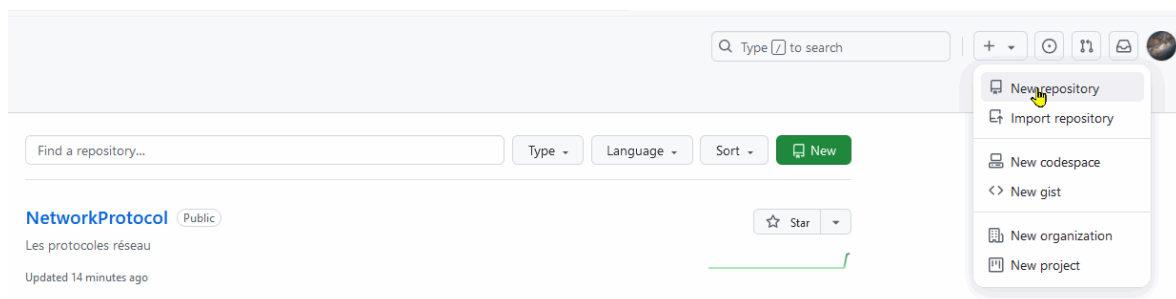 Type / to search
New repository
Import repository
New codespace
New gist
New organization
New project
Find a repository...
Type
Language
Sort
New
NetworkProtocol
Public
Star
Les protocoles réseau
Updated 14 minutes ago